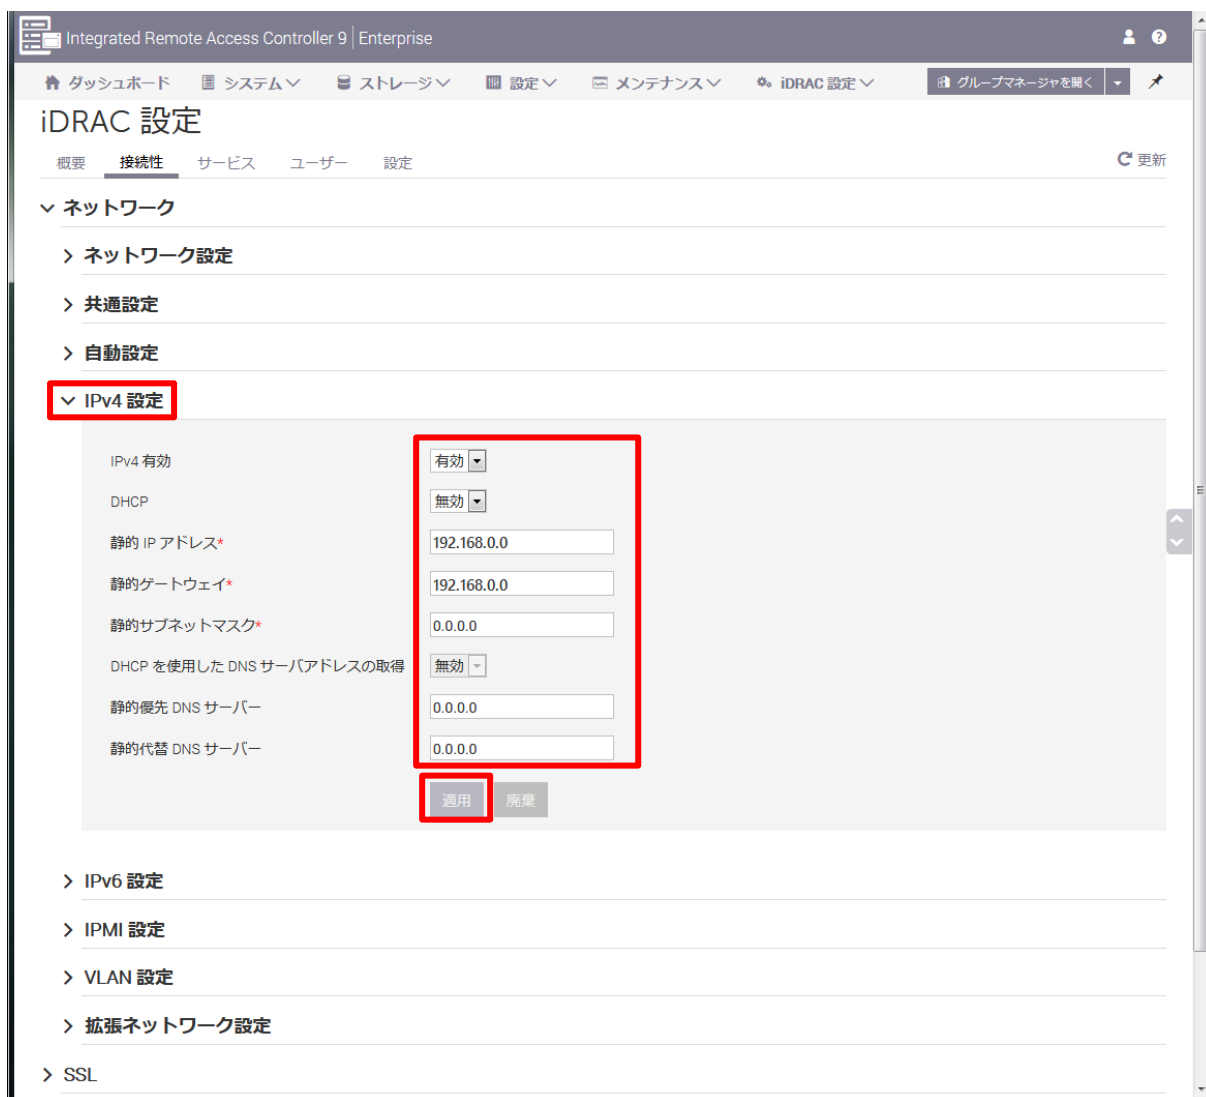 Integrated Remote Access Controller 9 | Enterprise
ダッシュボード システム ストレージ 設定 メンテナンス iDRAC 設定 グループマネージャを開く
iDRAC 設定
概要 接続性 サービス ユーザー 設定 更新
ネットワーク
ネットワーク設定
共通設定
自動設定
IPv4 設定
IPv4 有効 有効
DHCP 無効
静的 IP アドレス* 192.168.0.0
静的ゲートウェイ* 192.168.0.0
静的サブネットマスク* 0.0.0.0
DHCP を使用した DNS サーバアドレスの取得 無効
静的優先 DNS サーバー 0.0.0.0
静的代替 DNS サーバー 0.0.0.0
適用 廃棄
IPv6 設定
IPMI 設定
VLAN 設定
拡張ネットワーク設定
SSL